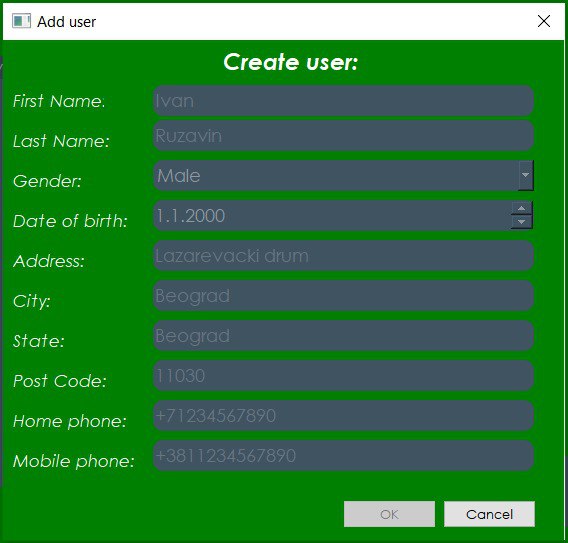 Add user
Create user:
First Name: Ivan
Last Name: Ruzavin
Gender: Male
Date of birth: 1.1.2000
Address: Lazarevacki drum
City: Beograd
State: Beograd
Post Code: 11030
Home phone: +71234567890
Mobile phone: +3811234567890
OK Cancel